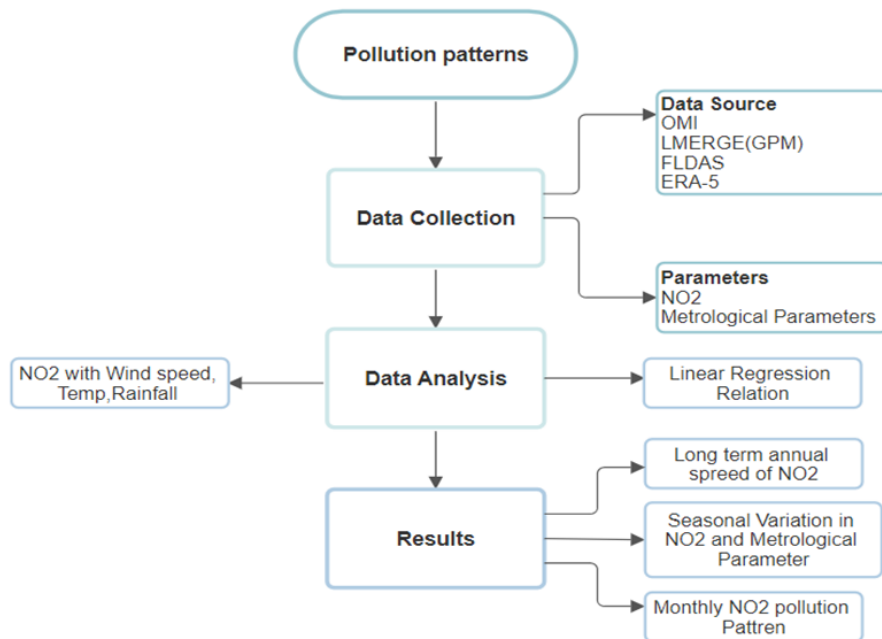 Pollution patterns
Data Source
OMI
LMERGE(GPM)
FLDAS
ERA-5
Data Collection
Parameters
NO2
Metrological Parameters
NO2 with Wind speed,
Temp,Rainfall
Data Analysis
Linear Regression
Relation
Long term annual
spreed of NO2
Results
Seasonal Variation in
NO2 and Metrological
Parameter
Monthly NO2 pollution
Pattren